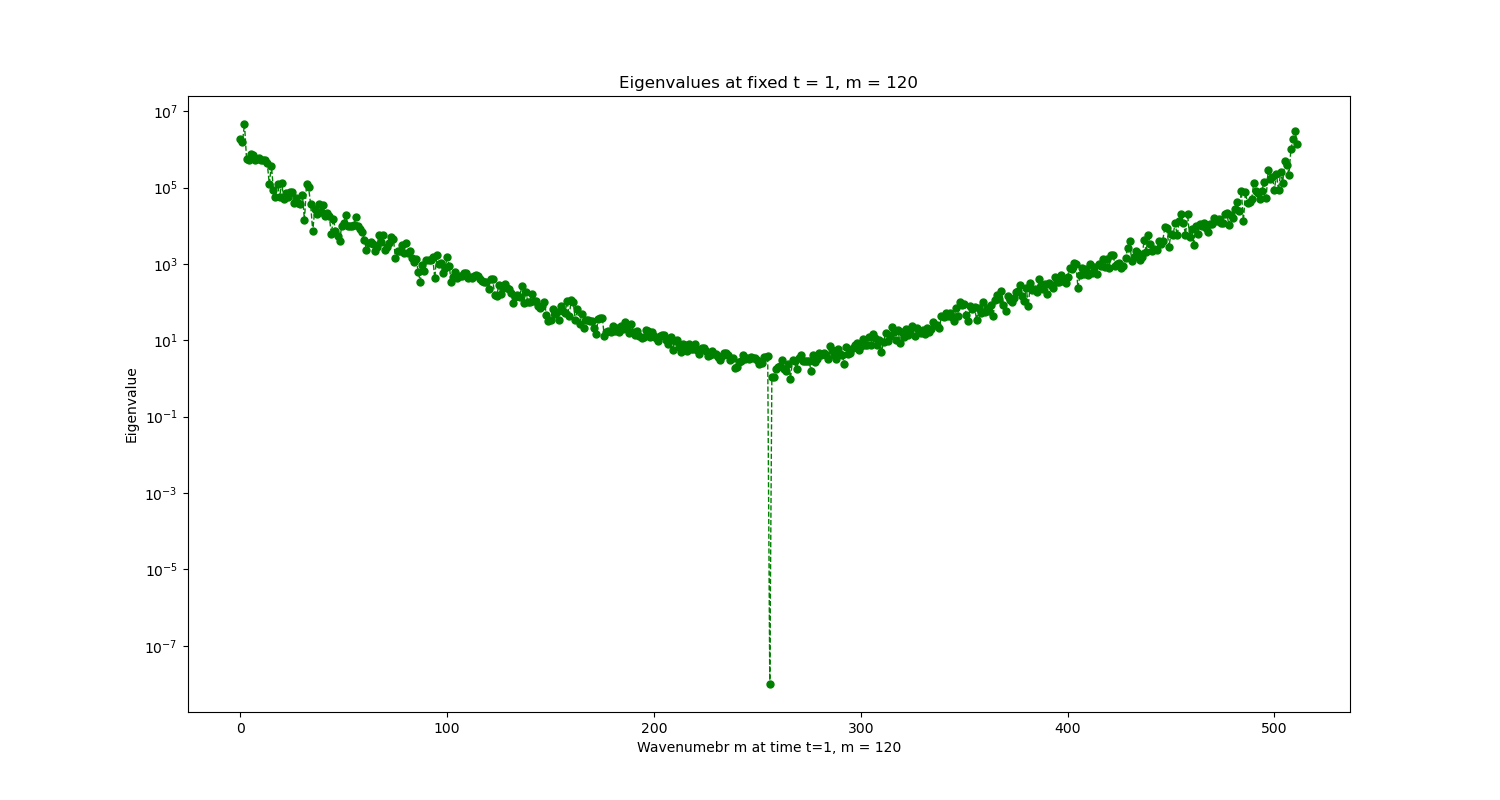 Eigenvalues at fixed t = 1, m = 120
Eigenvalue
10^7
10^5
10^3
10^1
10^-1
10^-3
10^-5
10^-7
0 100 200 300 400 500
Wavenumebr m at time t=1, m = 120